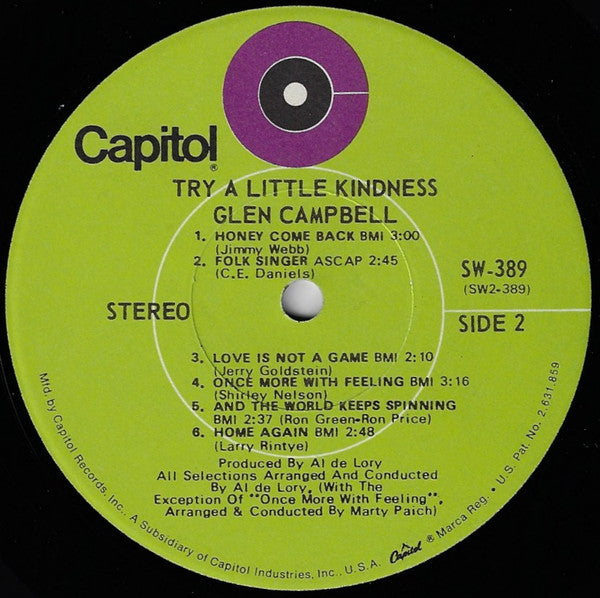 Capitol®
TRY A LITTLE KINDNESS
GLEN CAMPBELL
1. HONEY COME BACK BMI 3:00
(Jimmy Webb)
2. FOLK SINGER ASCAP 2:45
(C.E. Daniels)
SW-389
(SW2-389)
STEREO
SIDE 2
3. LOVE IS NOT A GAME BMI 2:10
(Jerry Goldstein)
4. ONCE MORE WITH FEELING BMI 3:16
(Shirley Nelson)
5. AND THE WORLD KEEPS SPINNING
BMI 2:37 (Ron Green-Ron Price)
6. HOME AGAIN BMI 2:48
(Larry Rintye)
Produced By Al de Lory
All Selections Arranged And Conducted
By Al de Lory, (With The
Exception Of "Once More With Feeling",
Arranged & Conducted By Marty Paich)
Mfd. by Capitol Records, Inc., A Subsidiary of Capitol Industries, Inc., U.S.A. Capitol ® Marca Reg. • U.S. Pat. No. 2,631,859